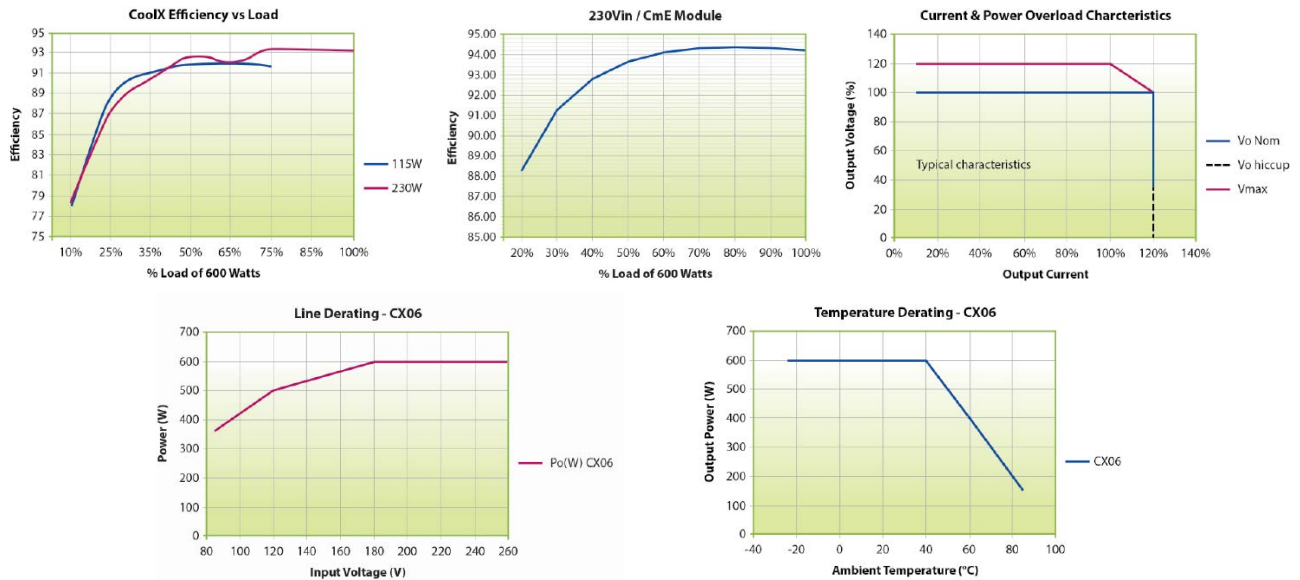 CoolX Efficiency vs Load
95
93
91
89
87
85
83
81
79
77
75
Efficiency
10% 25% 35% 50% 65% 75% 85% 100%
% Load of 600 Watts
115W
230W
230Vin / CmE Module
95.00
94.00
93.00
92.00
91.00
90.00
89.00
88.00
87.00
86.00
85.00
Efficiency
20% 30% 40% 50% 60% 70% 80% 90% 100%
% Load of 600 Watts
Current & Power Overload Charcteristics
140
120
100
80
60
40
20
0
Output Voltage (%)
Typical characteristics
0% 20% 40% 60% 80% 100% 120% 140%
Output Current
Vo Nom
Vo hiccup
Vmax
Line Derating - CX06
700
600
500
400
300
200
100
0
Power (W)
80 100 120 140 160 180 200 220 240 260
Input Voltage (V)
Po(W) CX06
Temperature Derating - CX06
700
600
500
400
300
200
100
0
Output Power (W)
-40 -20 0 20 40 60 80 100
Ambient Temperature (°C)
CX06